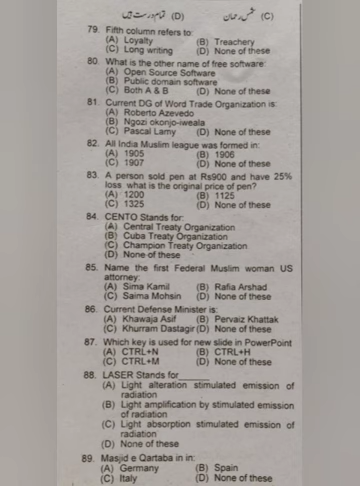 (C) شمس رحمان (D) تمام درست ہیں
79. Fifth column refers to:
(A) Loyalty (B) Treachery
(C) Long writing (D) None of these
80. What is the other name of free software:
(A) Open Source Software
(B) Public domain software
(C) Both A & B (D) None of these
81. Current DG of Word Trade Organization is:
(A) Roberto Azevedo
(B) Ngozi okonjo-iweala
(C) Pascal Lamy (D) None of these
82. All India Muslim league was formed in:
(A) 1905 (B) 1906
(C) 1907 (D) None of these
83. A person sold pen at Rs900 and have 25%
loss what is the original price of pen?
(A) 1200 (B) 1125
(C) 1325 (D) None of these
84. CENTO Stands for:
(A) Central Treaty Organization
(B) Cuba Treaty Organization
(C) Champion Treaty Organization
(D) None of these
85. Name the first Federal Muslim woman US
attorney:
(A) Sima Kamil (B) Rafia Arshad
(C) Saima Mohsin (D) None of these
86. Current Defense Minister is:
(A) Khawaja Asif (B) Pervaiz Khattak
(C) Khurram Dastagir (D) None of these
87. Which key is used for new slide in PowerPoint
(A) CTRL+N (B) CTRL+H
(C) CTRL+M (D) None of these
88. LASER Stands for______
(A) Light alteration stimulated emission of
radiation
(B) Light amplification by stimulated emission
of radiation
(C) Light absorption stimulated emission of
radiation
(D) None of these
89. Masjid e Qartaba in in:
(A) Germany (B) Spain
(C) Italy (D) None of these